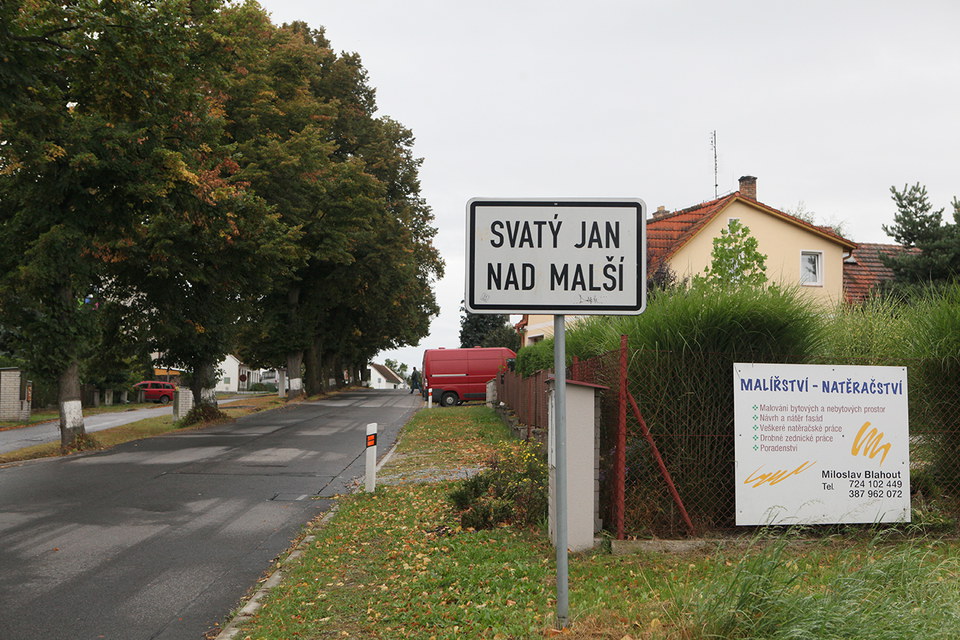 SVATÝ JAN
NAD MALŠÍ
MALÍŘSTVÍ - NATĚRAČSTVÍ
Malování bytových a nebytových prostor
Návrh a nátěr fasád
Veškeré natěračské práce
Drobné zednické práce
Poradenství
Miloslav Blahout
Tel. 724 102 449
387 962 072